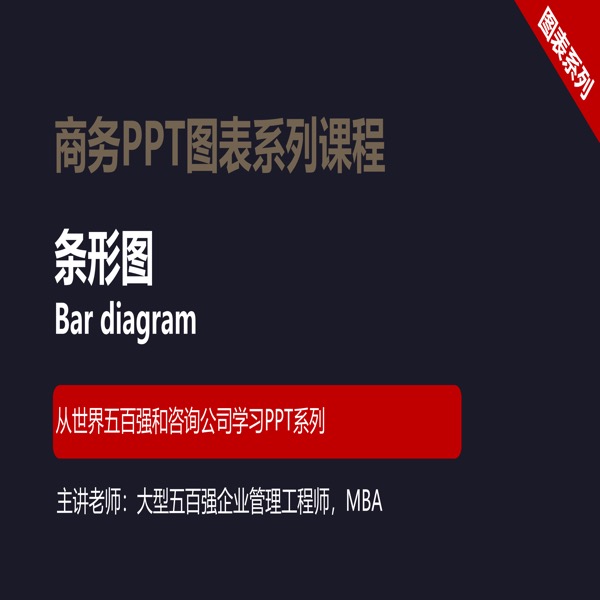 图表系列
商务PPT图表系列课程
条形图
Bar diagram
从世界五百强和咨询公司学习PPT系列
主讲老师：大型五百强企业管理工程师，MBA